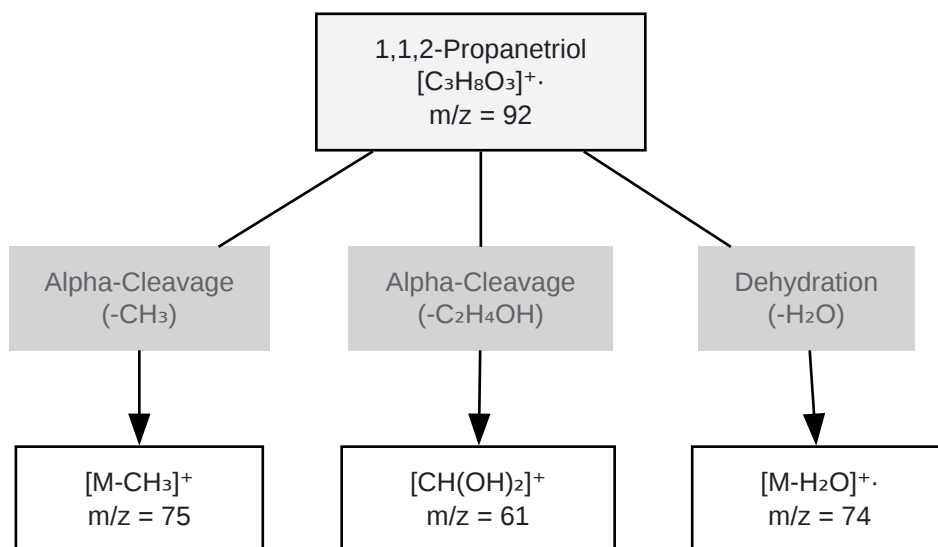 1,1,2-Propanetriol
[C₃H₈O₃]⁺·
m/z = 92
Alpha-Cleavage
(-CH₃)
Alpha-Cleavage
(-C₂H₄OH)
Dehydration
(-H₂O)
[M-CH₃]⁺
m/z = 75
[CH(OH)₂]⁺
m/z = 61
[M-H₂O]⁺·
m/z = 74